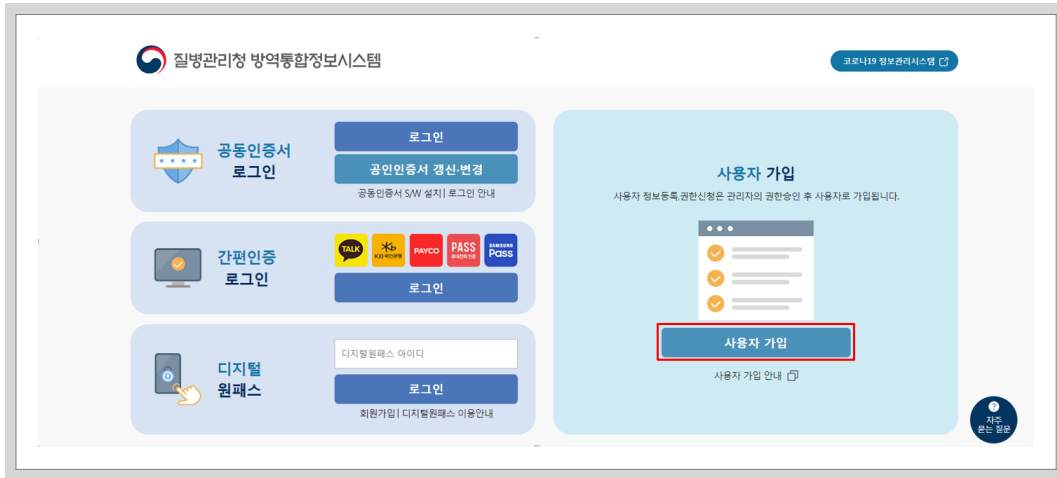 질병관리청 방역통합정보시스템
코로나19 정보관리시스템
공동인증서
로그인
로그인
공인인증서 갱신·변경
공동인증서 S/W 설치| 로그인 안내
간편인증
로그인
TALK
Kb
KB국민은행
PAYCO
PASS
SAMSUNG
Pass
로그인
디지털
원패스
디지털원패스 아이디
로그인
회원가입| 디지털원패스 이용안내
사용자 가입
사용자 정보등록,권한신청은 관리자의 권한승인 후 사용자로 가입됩니다.
사용자 가입
사용자 가입 안내
?
자주
묻는 질문